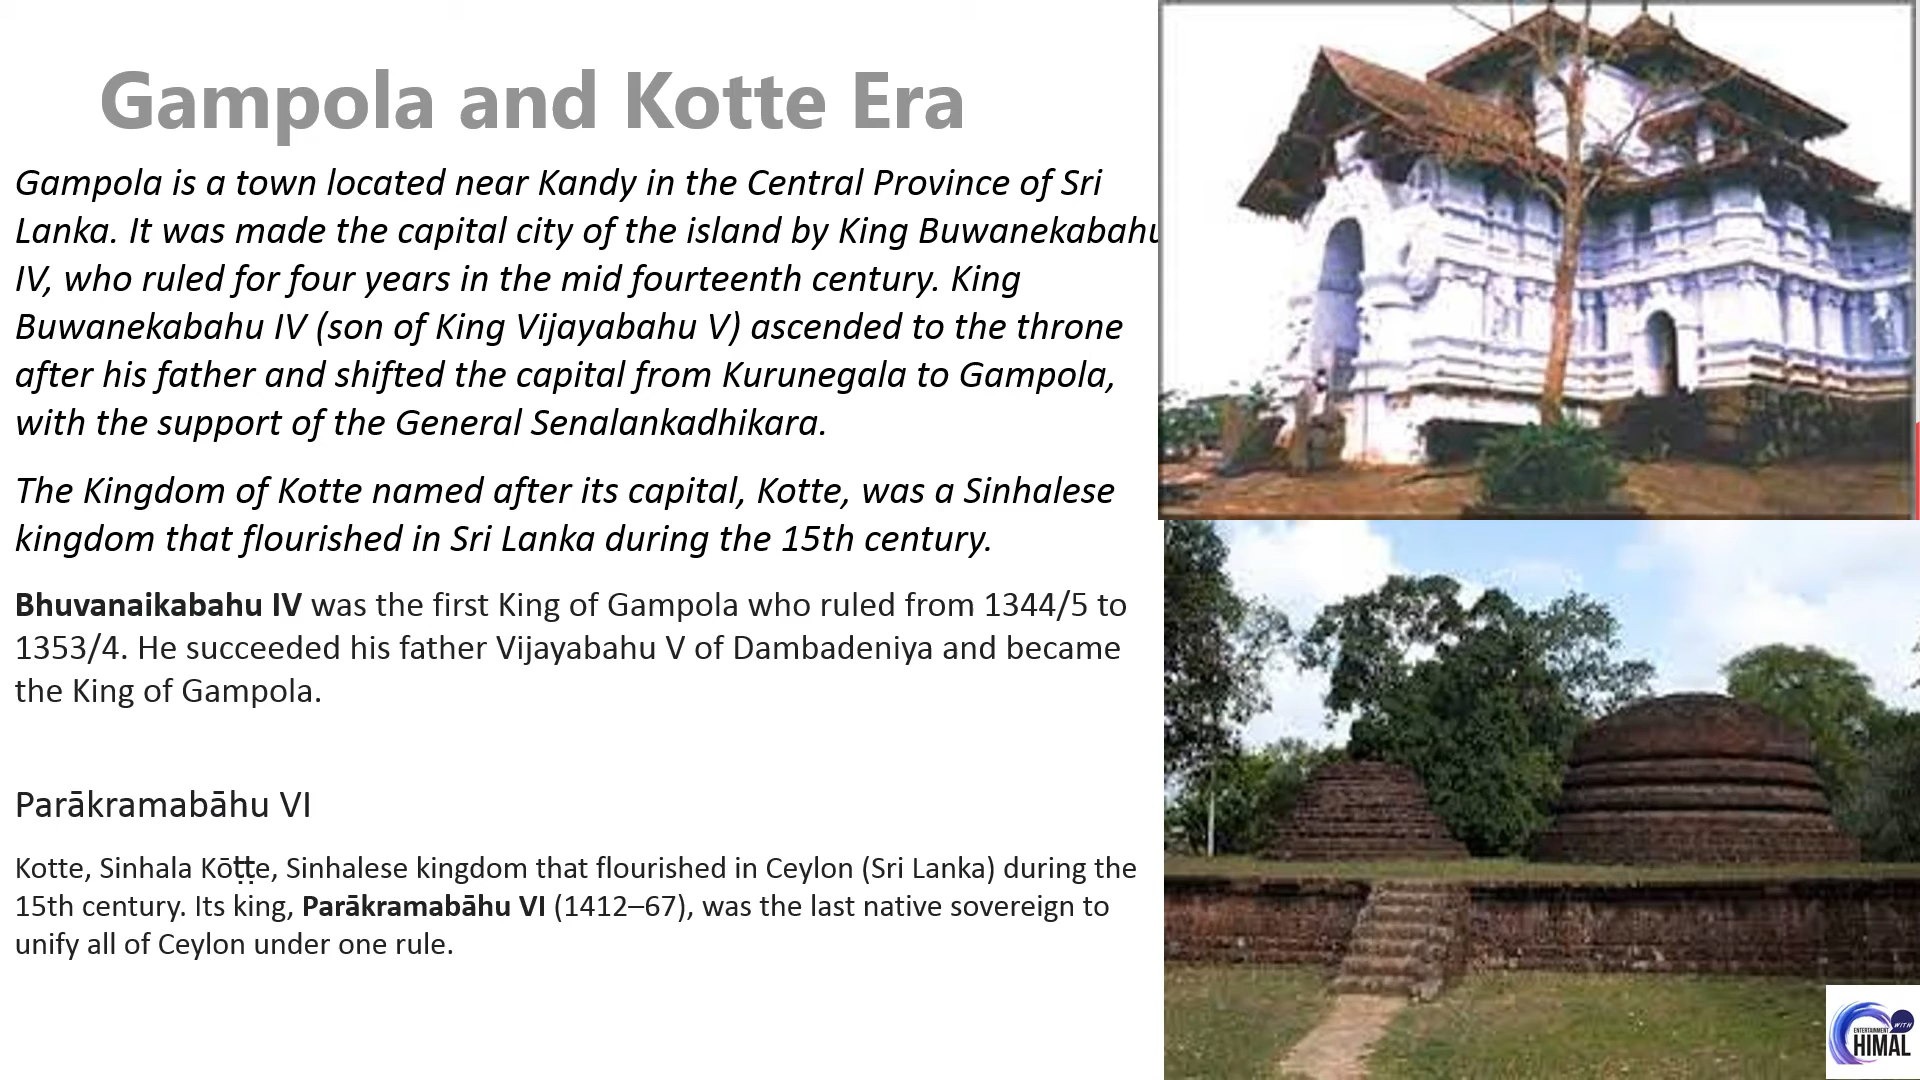 Gampola and Kotte Era
Gampola is a town located near Kandy in the Central Province of Sri
Lanka. It was made the capital city of the island by King Buwanekabahu
IV, who ruled for four years in the mid fourteenth century. King
Buwanekabahu IV (son of King Vijayabahu V) ascended to the throne
after his father and shifted the capital from Kurunegala to Gampola,
with the support of the General Senalankadhikara.
The Kingdom of Kotte named after its capital, Kotte, was a Sinhalese
kingdom that flourished in Sri Lanka during the 15th century.
Bhuvanaikabahu IV was the first King of Gampola who ruled from 1344/5 to
1353/4. He succeeded his father Vijayabahu V of Dambadeniya and became
the King of Gampola.
Parākramabāhu VI
Kotte, Sinhala Kōṭṭe, Sinhalese kingdom that flourished in Ceylon (Sri Lanka) during the
15th century. Its king, Parākramabāhu VI (1412–67), was the last native sovereign to
unify all of Ceylon under one rule.
ENTERTAINMENT WITH
HIMAL